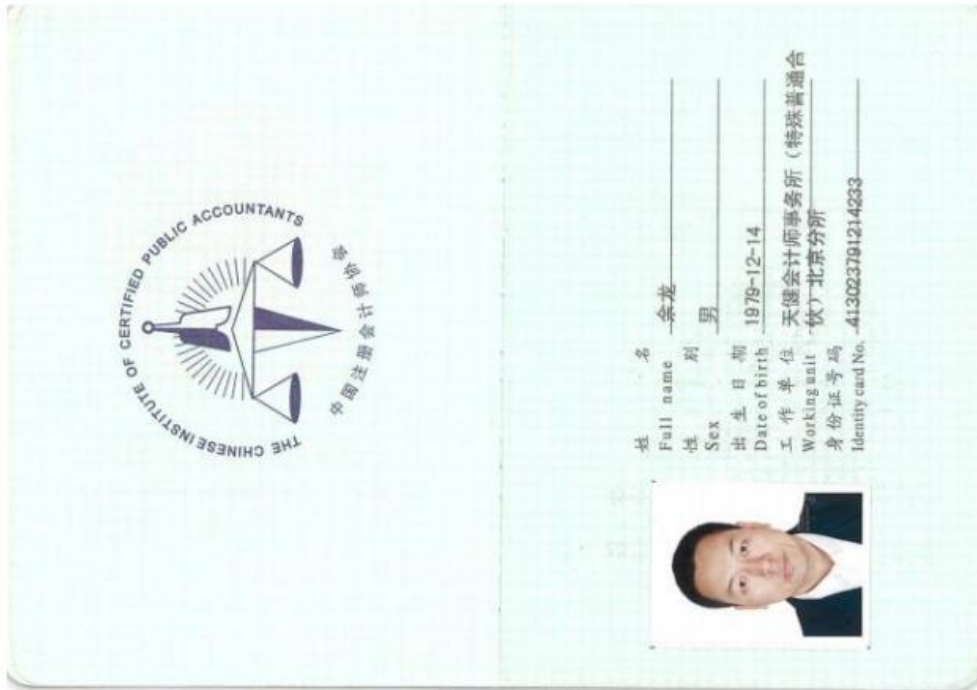 THE CHINESE INSTITUTE OF CERTIFIED PUBLIC ACCOUNTANTS
中国注册会计师协会
姓 名 余龙
Full name
性 别 男
Sex
出 生 日 期 1979-12-14
Date of birth
工 作 单 位 天健会计师事务所（特殊普通合
Working unit 伙）北京分所
身份证号码
Identity card No. 413023791214233